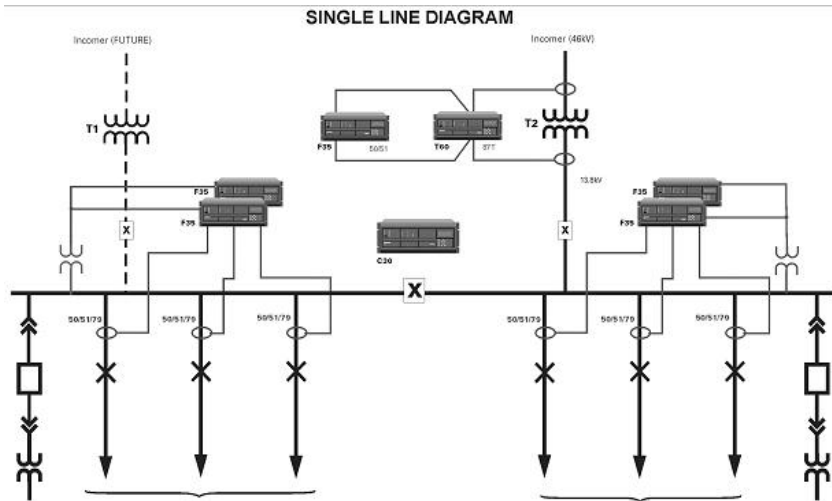 SINGLE LINE DIAGRAM
Incomer (FUTURE)
Incomer (46kV)
T1
T2
F35
50/51
T60
87T
13.8kV
F35
F35
F35
F35
C30
X
X
X
50/51/79
50/51/79
50/51/79
50/51/79
50/51/79
50/51/79